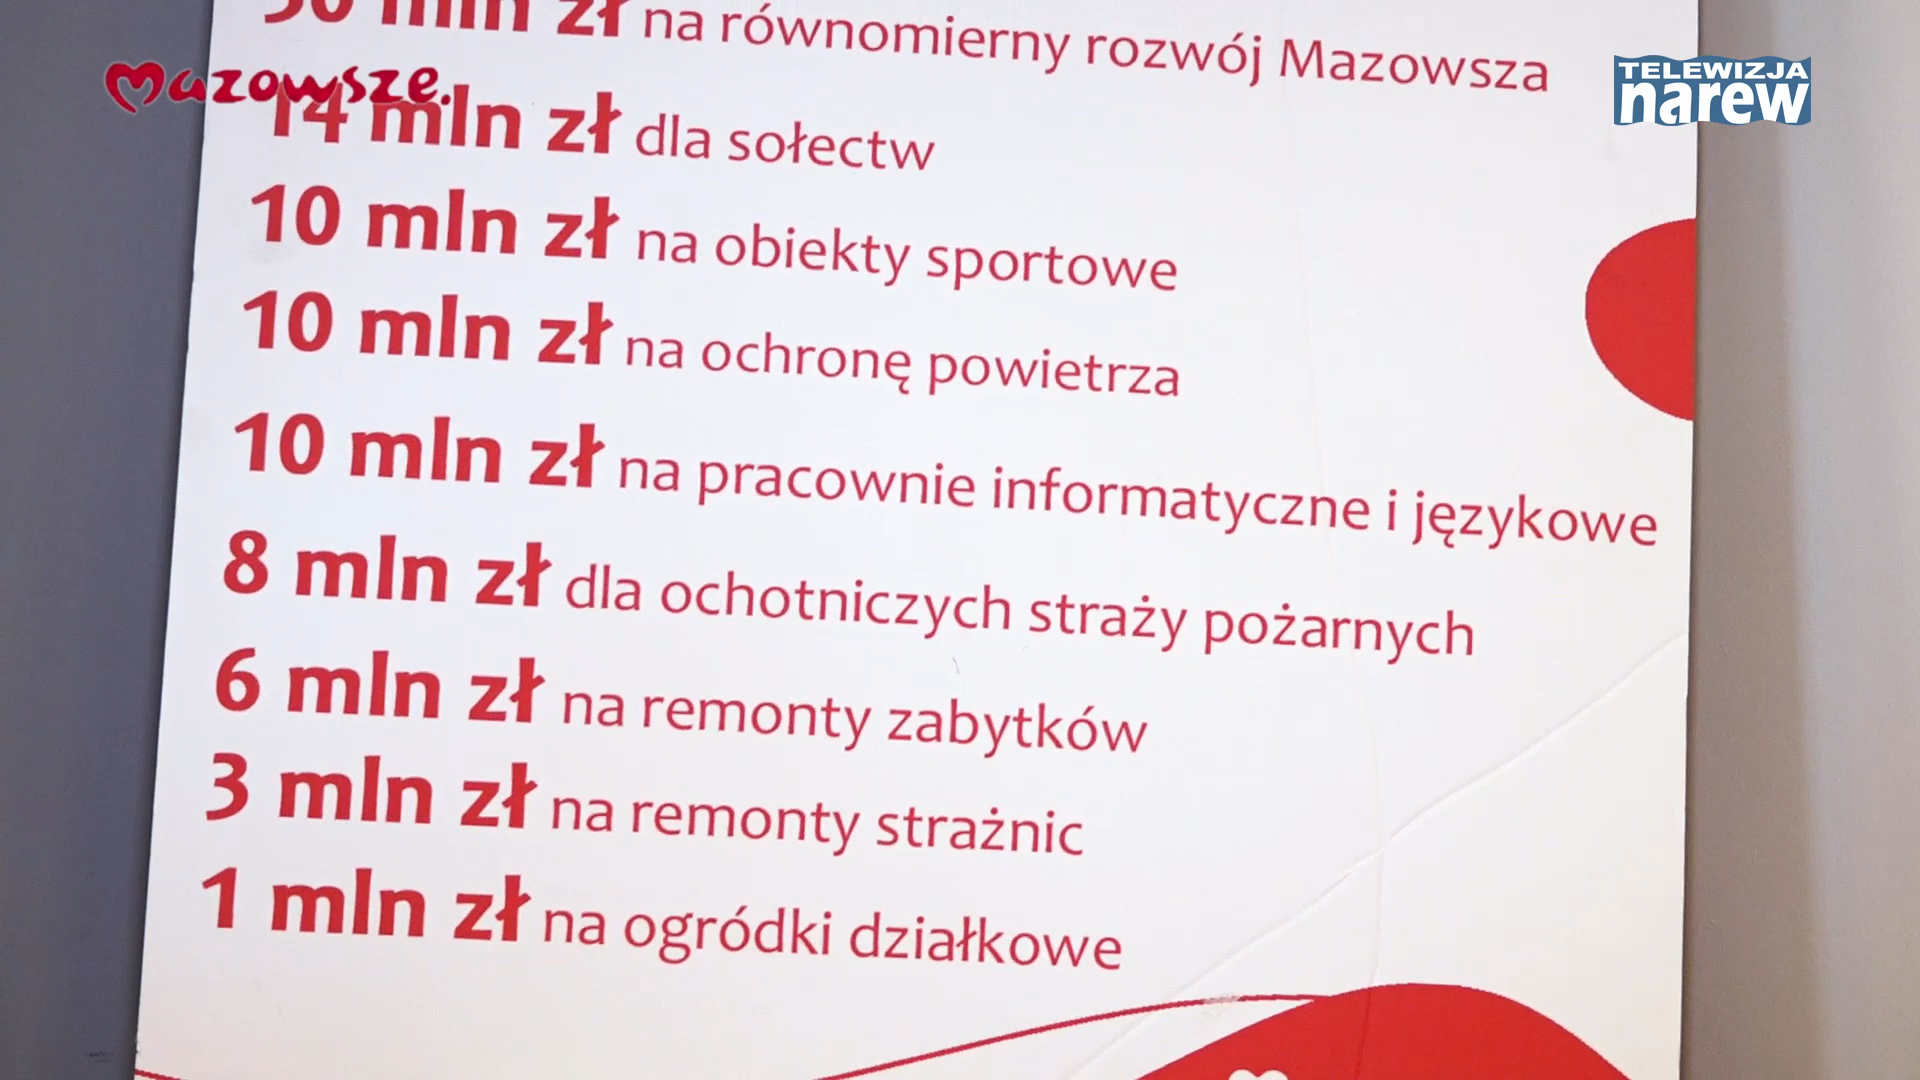 mln zł na równomierny rozwój Mazowsza
mazowsze.
TELEWIZJA
narew
14 mln zł dla sołectw
10 mln zł na obiekty sportowe
10 mln zł na ochronę powietrza
10 mln zł na pracownie informatyczne i językowe
8 mln zł dla ochotniczych straży pożarnych
6 mln zł na remonty zabytków
3 mln zł na remonty strażnic
1 mln zł na ogródki działkowe